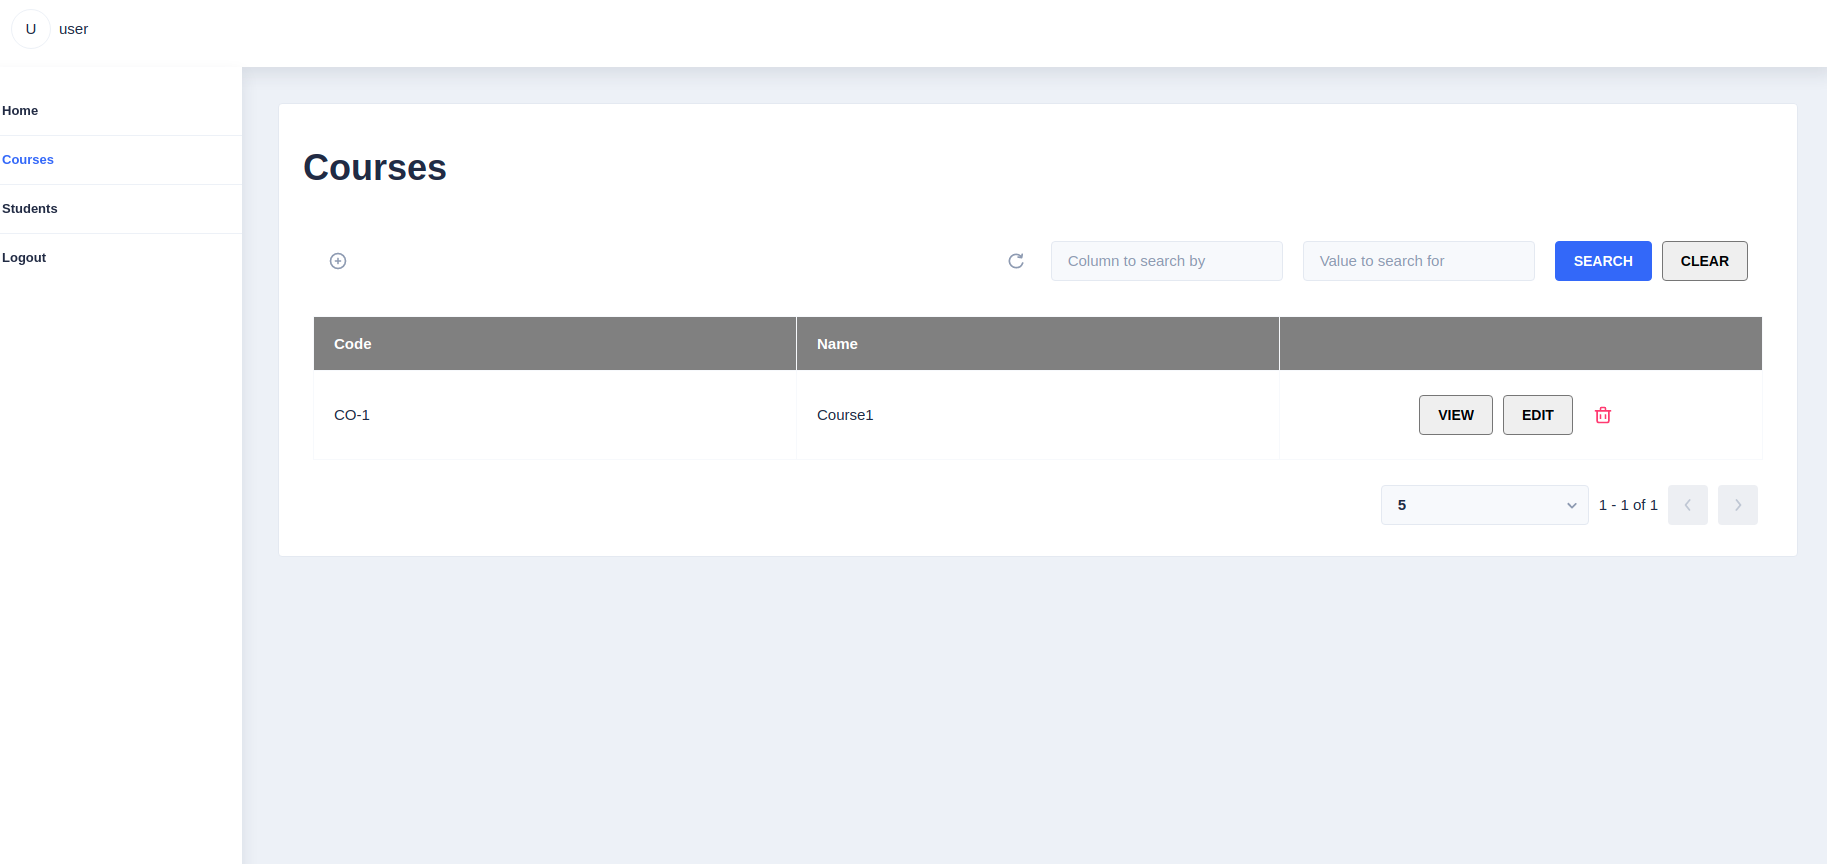 U user
Home
Courses
Students
Logout
Courses
Column to search by Value to search for SEARCH CLEAR
Code Name
CO-1 Course1 VIEW EDIT
5 1 - 1 of 1